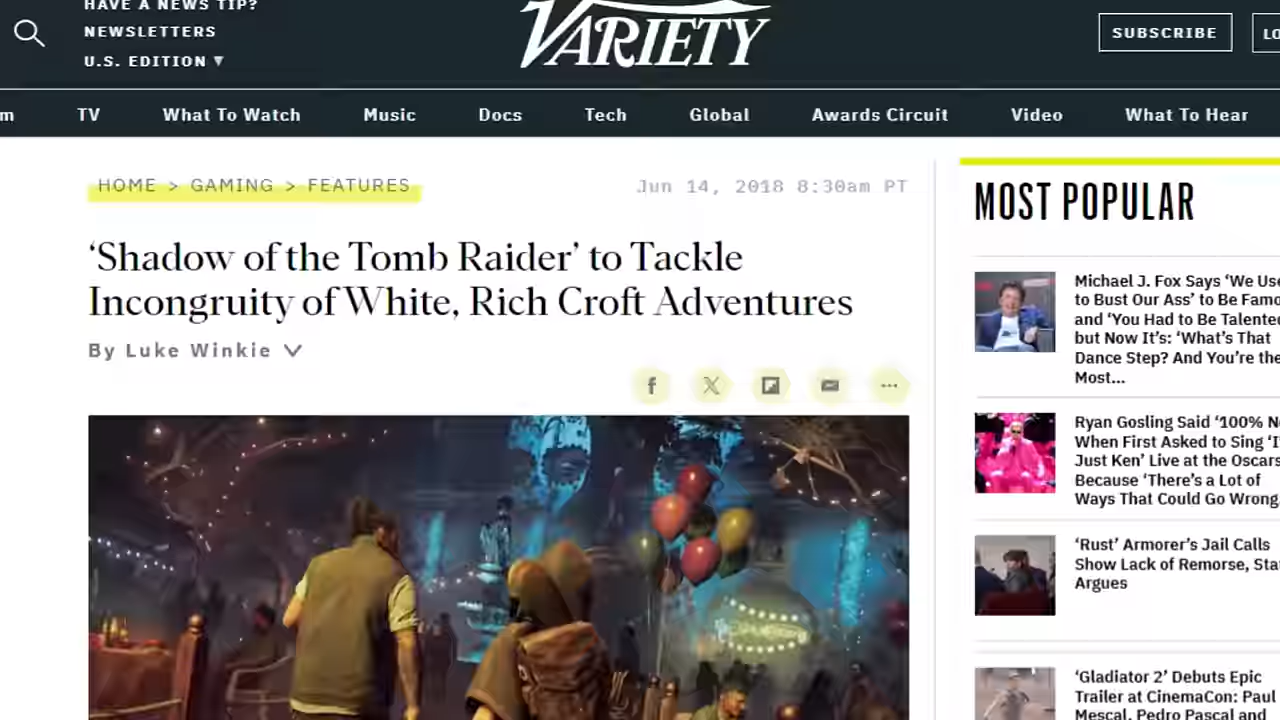 HAVE A NEWS TIP?
NEWSLETTERS
U.S. EDITION
VARIETY
SUBSCRIBE
TV
What To Watch
Music
Docs
Tech
Global
Awards Circuit
Video
What To Hear
HOME > GAMING > FEATURES
Jun 14, 2018 8:30am PT
‘Shadow of the Tomb Raider’ to Tackle
Incongruity of White, Rich Croft Adventures
By Luke Winkie
MOST POPULAR
Michael J. Fox Says ‘We Use
to Bust Our Ass’ to Be Famo
and ‘You Had to Be Talented
but Now It’s: ‘What’s That
Dance Step? And You’re the
Most...
Ryan Gosling Said ‘100% N
When First Asked to Sing ‘I
Just Ken’ Live at the Oscars
Because ‘There’s a Lot of
Ways That Could Go Wrong
‘Rust’ Armorer’s Jail Calls
Show Lack of Remorse, Sta
Argues
‘Gladiator 2’ Debuts Epic
Trailer at CinemaCon: Paul
Mescal, Pedro Pascal and